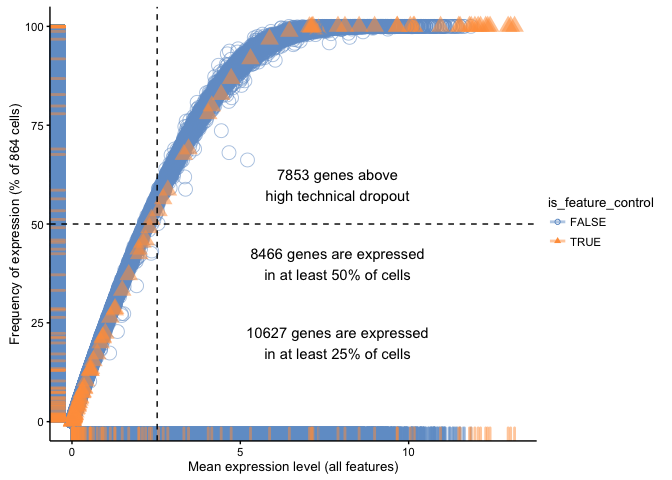 100
75
50
25
0
Frequency of expression (% of 864 cells)
7853 genes above
high technical dropout
8466 genes are expressed
in at least 50% of cells
10627 genes are expressed
in at least 25% of cells
is_feature_control
FALSE
TRUE
0
5
10
Mean expression level (all features)